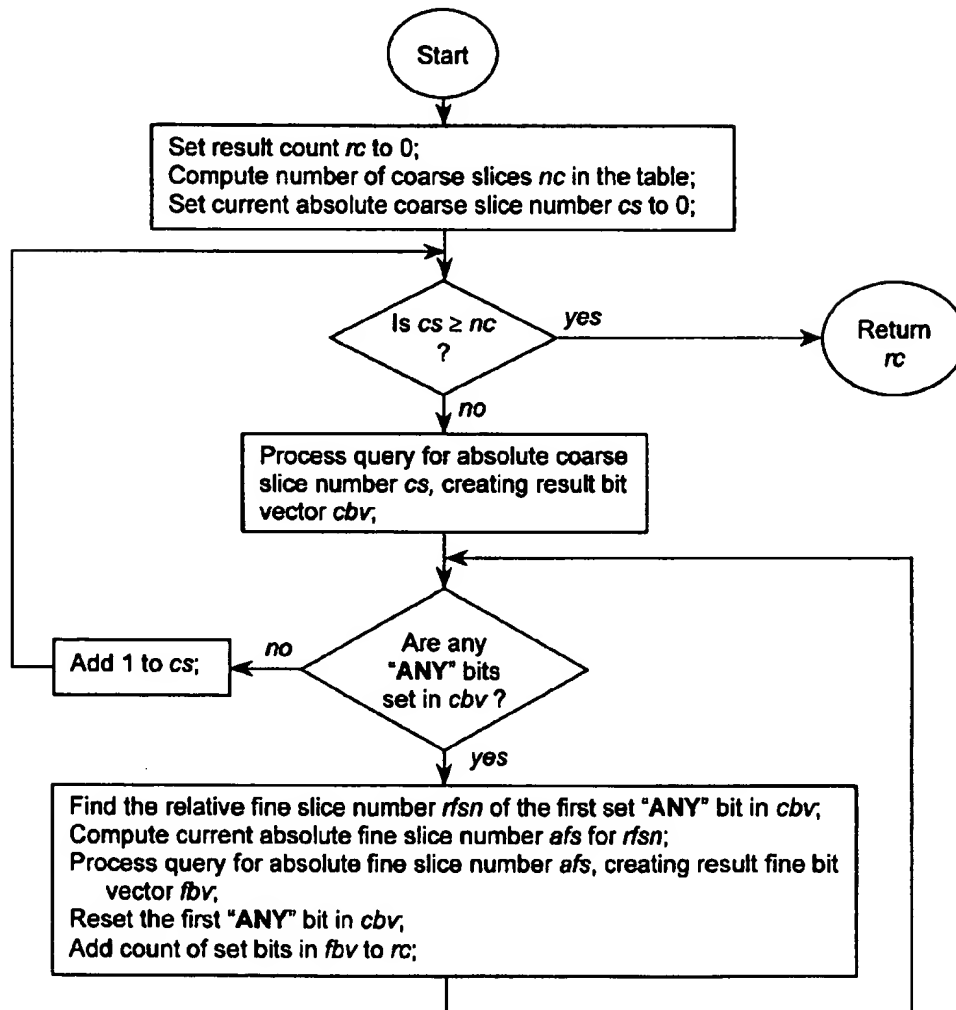 Start
Set result count rc to 0;
Compute number of coarse slices nc in the table;
Set current absolute coarse slice number cs to 0;
Is cs ≥ nc
?
yes
Return
rc
no
Process query for absolute coarse
slice number cs, creating result bit
vector cbv;
Are any
"ANY" bits
set in cbv ?
no
Add 1 to cs;
yes
Find the relative fine slice number rfsn of the first set "ANY" bit in cbv;
Compute current absolute fine slice number afs for rfsn;
Process query for absolute fine slice number afs, creating result fine bit
vector fbv;
Reset the first "ANY" bit in cbv;
Add count of set bits in fbv to rc;